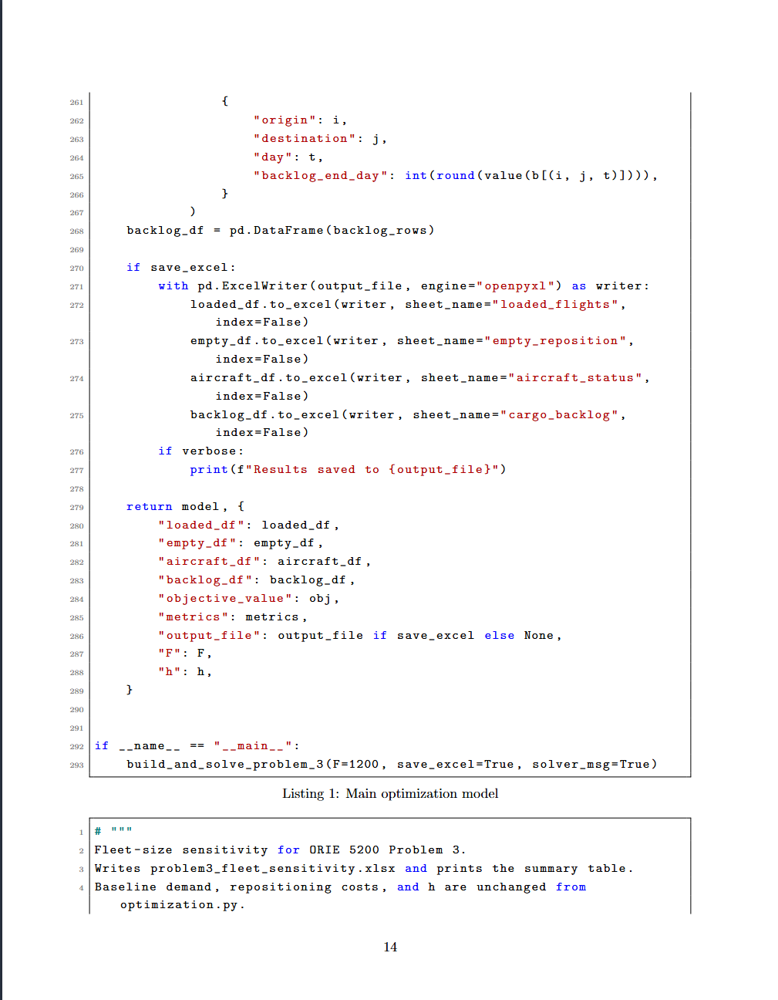 261 {
262 "origin": i,
263 "destination": j,
264 "day": t,
265 "backlog_end_day": int(round(value(b[(i, j, t)]))),
266 }
267 )
268 backlog_df = pd.DataFrame(backlog_rows)
269
270 if save_excel:
271 with pd.ExcelWriter(output_file, engine="openpyxl") as writer:
272 loaded_df.to_excel(writer, sheet_name="loaded_flights",
index=False)
273 empty_df.to_excel(writer, sheet_name="empty_reposition",
index=False)
274 aircraft_df.to_excel(writer, sheet_name="aircraft_status",
index=False)
275 backlog_df.to_excel(writer, sheet_name="cargo_backlog",
index=False)
276 if verbose:
277 print(f"Results saved to {output_file}")
278
279 return model, {
280 "loaded_df": loaded_df,
281 "empty_df": empty_df,
282 "aircraft_df": aircraft_df,
283 "backlog_df": backlog_df,
284 "objective_value": obj,
285 "metrics": metrics,
286 "output_file": output_file if save_excel else None,
287 "F": F,
288 "h": h,
289 }
290
291
292 if __name__ == "__main__":
293 build_and_solve_problem_3(F=1200, save_excel=True, solver_msg=True)
Listing 1: Main optimization model
1 # """
2 Fleet-size sensitivity for ORIE 5200 Problem 3.
3 Writes problem3_fleet_sensitivity.xlsx and prints the summary table.
4 Baseline demand, repositioning costs, and h are unchanged from
optimization.py.
14